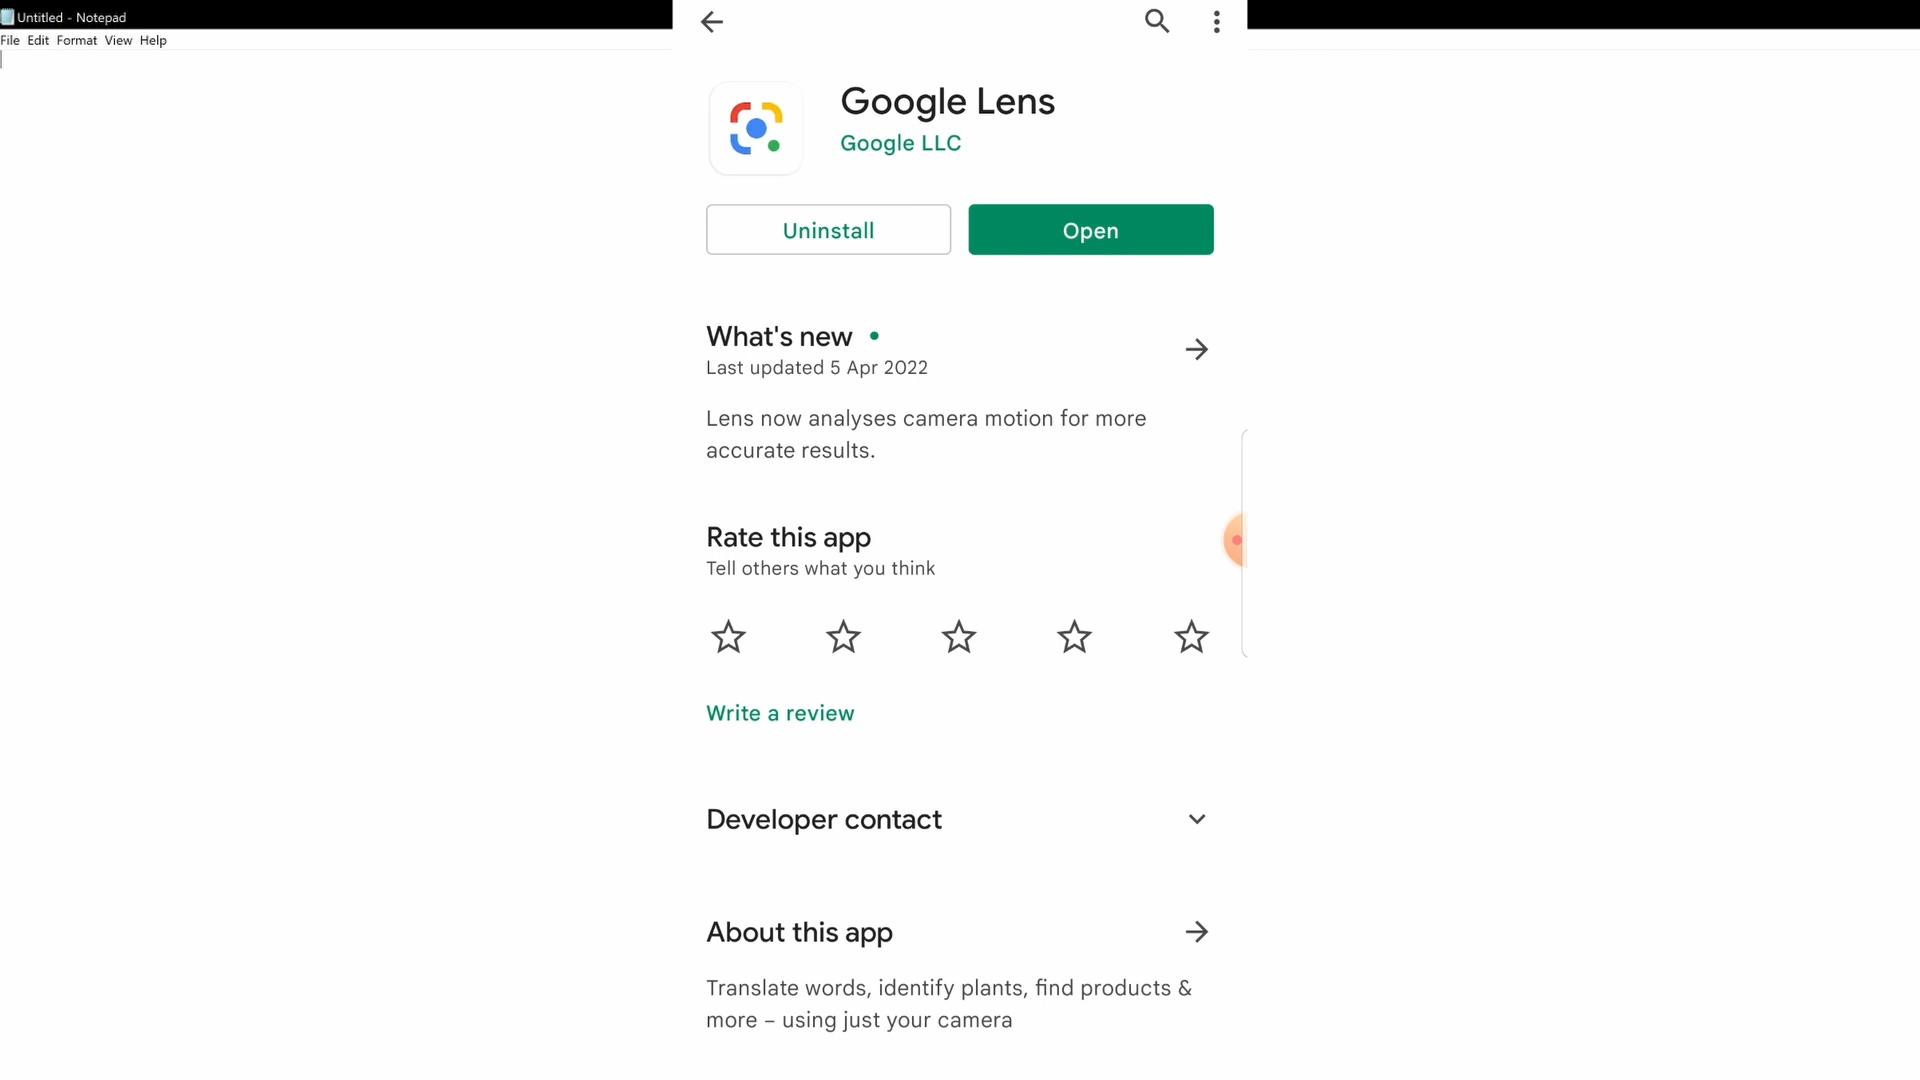 Untitled - Notepad
File Edit Format View Help
Google Lens
Google LLC
Uninstall
Open
What's new
Last updated 5 Apr 2022
Lens now analyses camera motion for more
accurate results.
Rate this app
Tell others what you think
Write a review
Developer contact
About this app
Translate words, identify plants, find products &
more – using just your camera